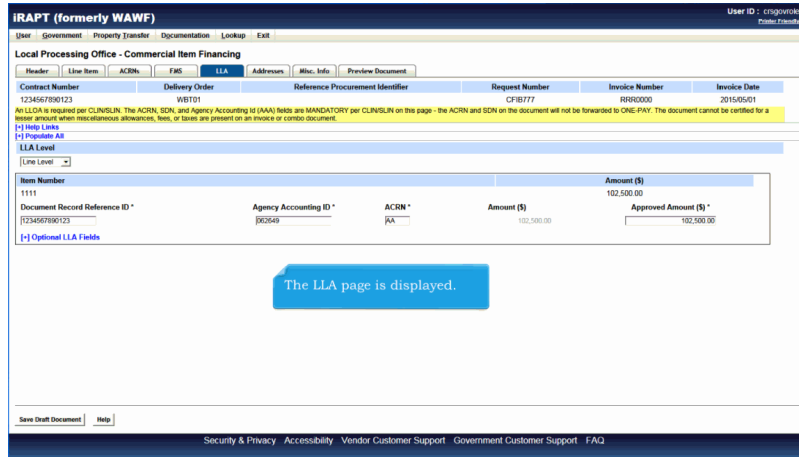 iRAPT (formerly WAWF)
User ID : crsgovrole
Printer Friendly
User Government Property Transfer Documentation Lookup Exit
Local Processing Office - Commercial Item Financing
Header Line Item ACRNs FMS LLA Addresses Misc. Info Preview Document
Contract Number Delivery Order Reference Procurement Identifier Request Number Invoice Number Invoice Date
1234567890123 WBT01 CFIB777 RRR0000 2015/05/01
An LLOA is required per CLIN/SLIN. The ACRN, SDN, and Agency Accounting Id (AAA) fields are MANDATORY per CLIN/SLIN on this page - the ACRN and SDN on the document will not be forwarded to ONE-PAY. The document cannot be certified for a
lesser amount when miscellaneous allowances, fees, or taxes are present on an invoice or combo document.
[+] Help Links
[+] Populate All
LLA Level
Line Level
Item Number Amount ($)
1111 102,500.00
Document Record Reference ID * Agency Accounting ID * ACRN * Amount ($) Approved Amount ($) *
1234567890123 062649 AA 102,500.00 102,500.00
[+] Optional LLA Fields
The LLA page is displayed.
Save Draft Document Help
Security & Privacy Accessibility Vendor Customer Support Government Customer Support FAQ